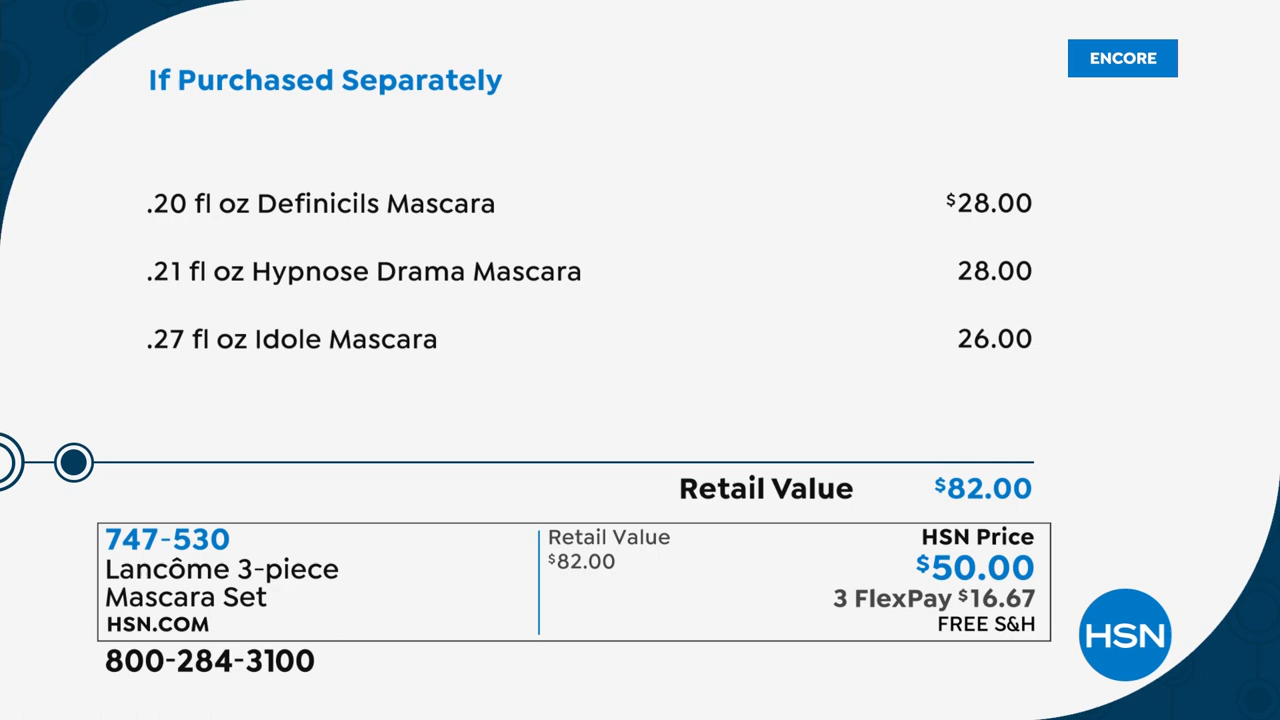 If Purchased Separately
ENCORE
.20 fl oz Definicils Mascara $28.00
.21 fl oz Hypnose Drama Mascara 28.00
.27 fl oz Idole Mascara 26.00
Retail Value $82.00
747-530
Lancôme 3-piece
Mascara Set
HSN.COM
Retail Value
$82.00
HSN Price
$50.00
3 FlexPay $16.67
FREE S&H
800-284-3100
HSN